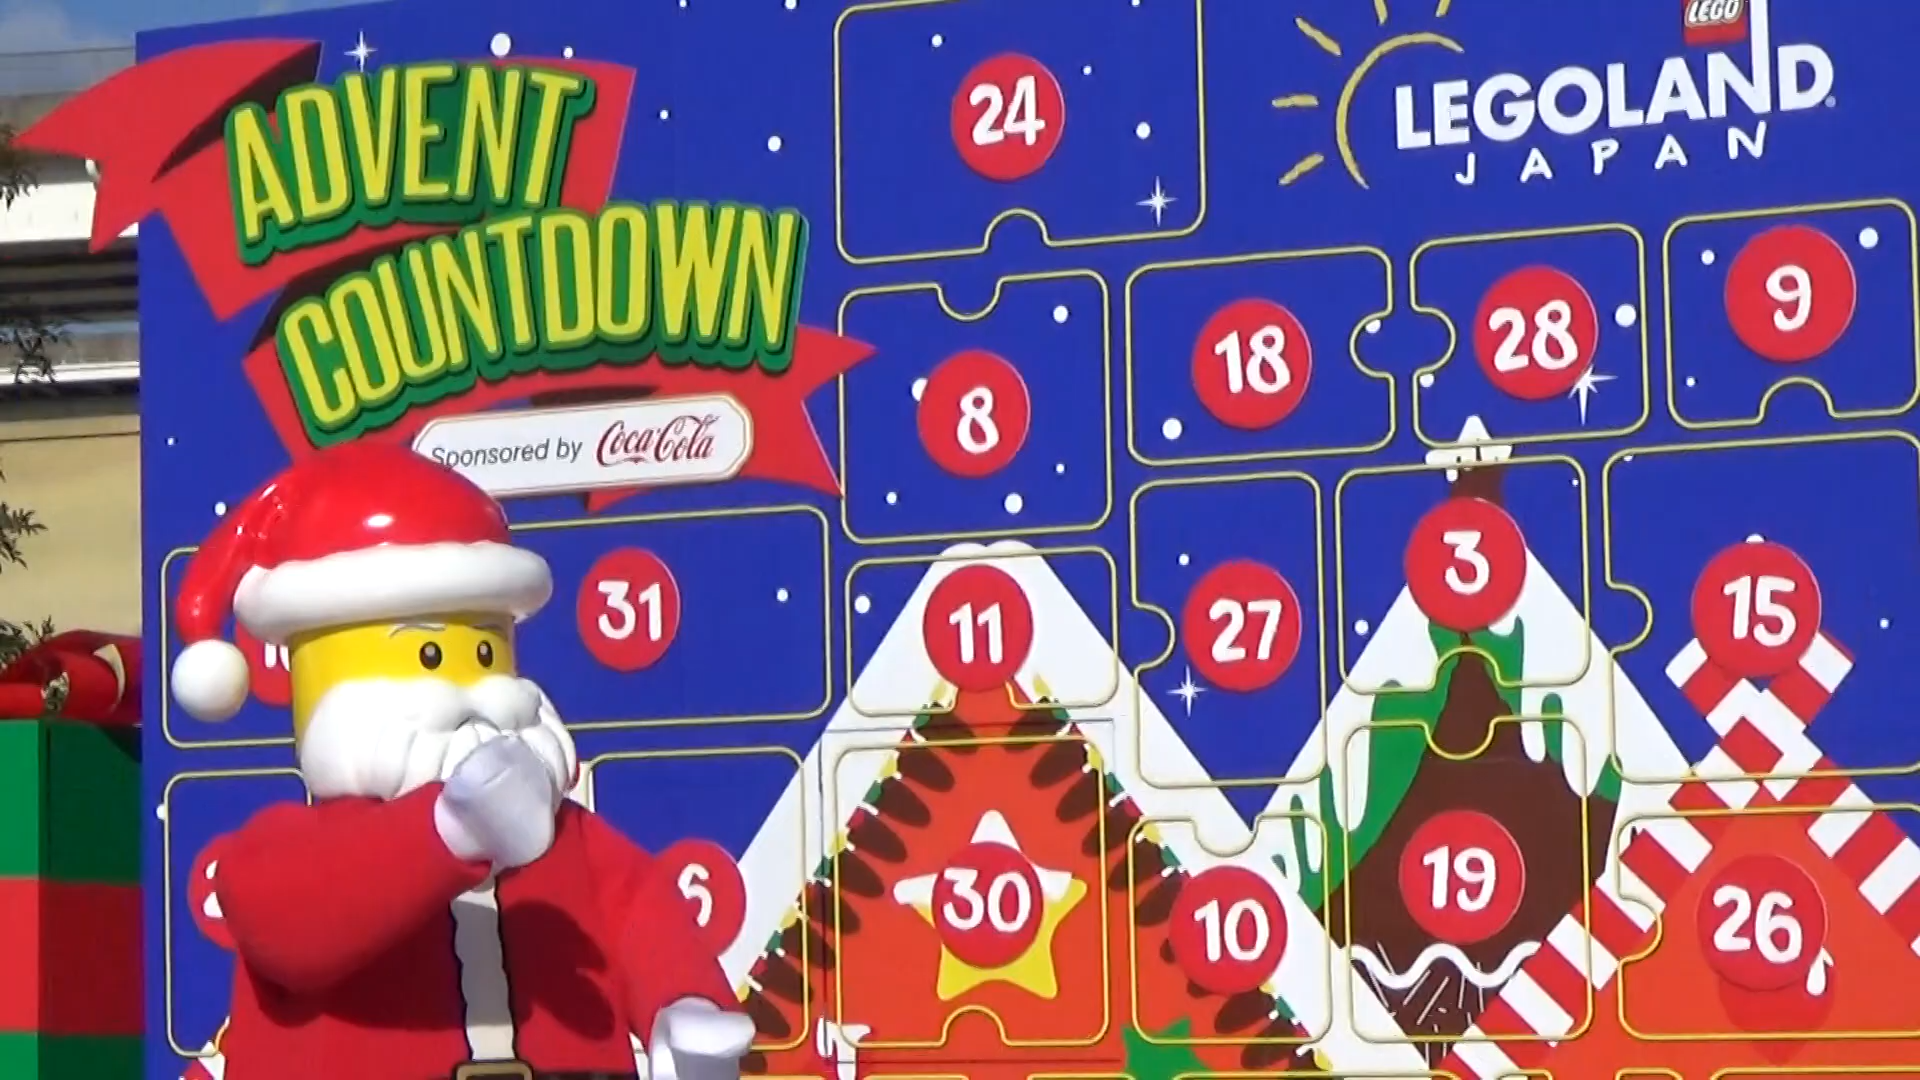 ADVENT
COUNTDOWN
Sponsored by Coca-Cola
LEGO
LEGOLAND
JAPAN
24
8
18
28
9
31
11
27
3
15
30
10
19
26